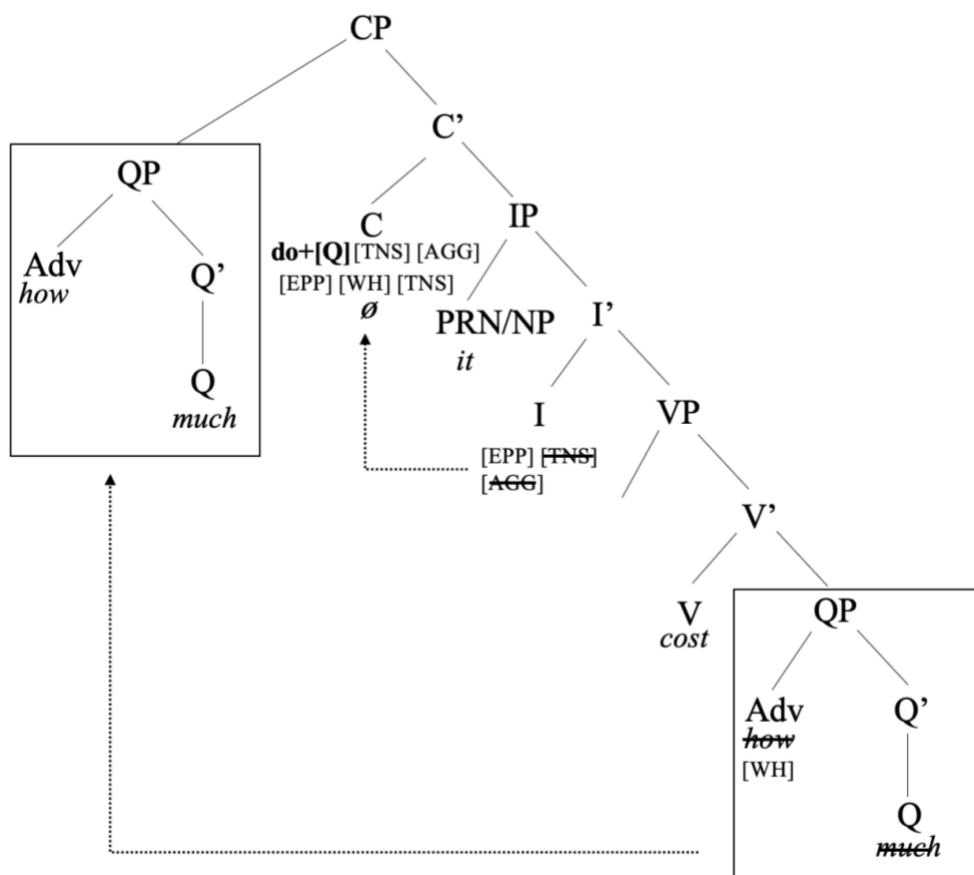 CP
C’
QP
C
IP
do+[Q][TNS] [AGG]
Adv
how
Q’
[EPP] [WH] [TNS]
ø
PRN/NP
it
I’
Q
much
I
VP
[EPP] [TNS]
[AGG]
V’
V
cost
QP
Adv
how
[WH]
Q’
Q
much